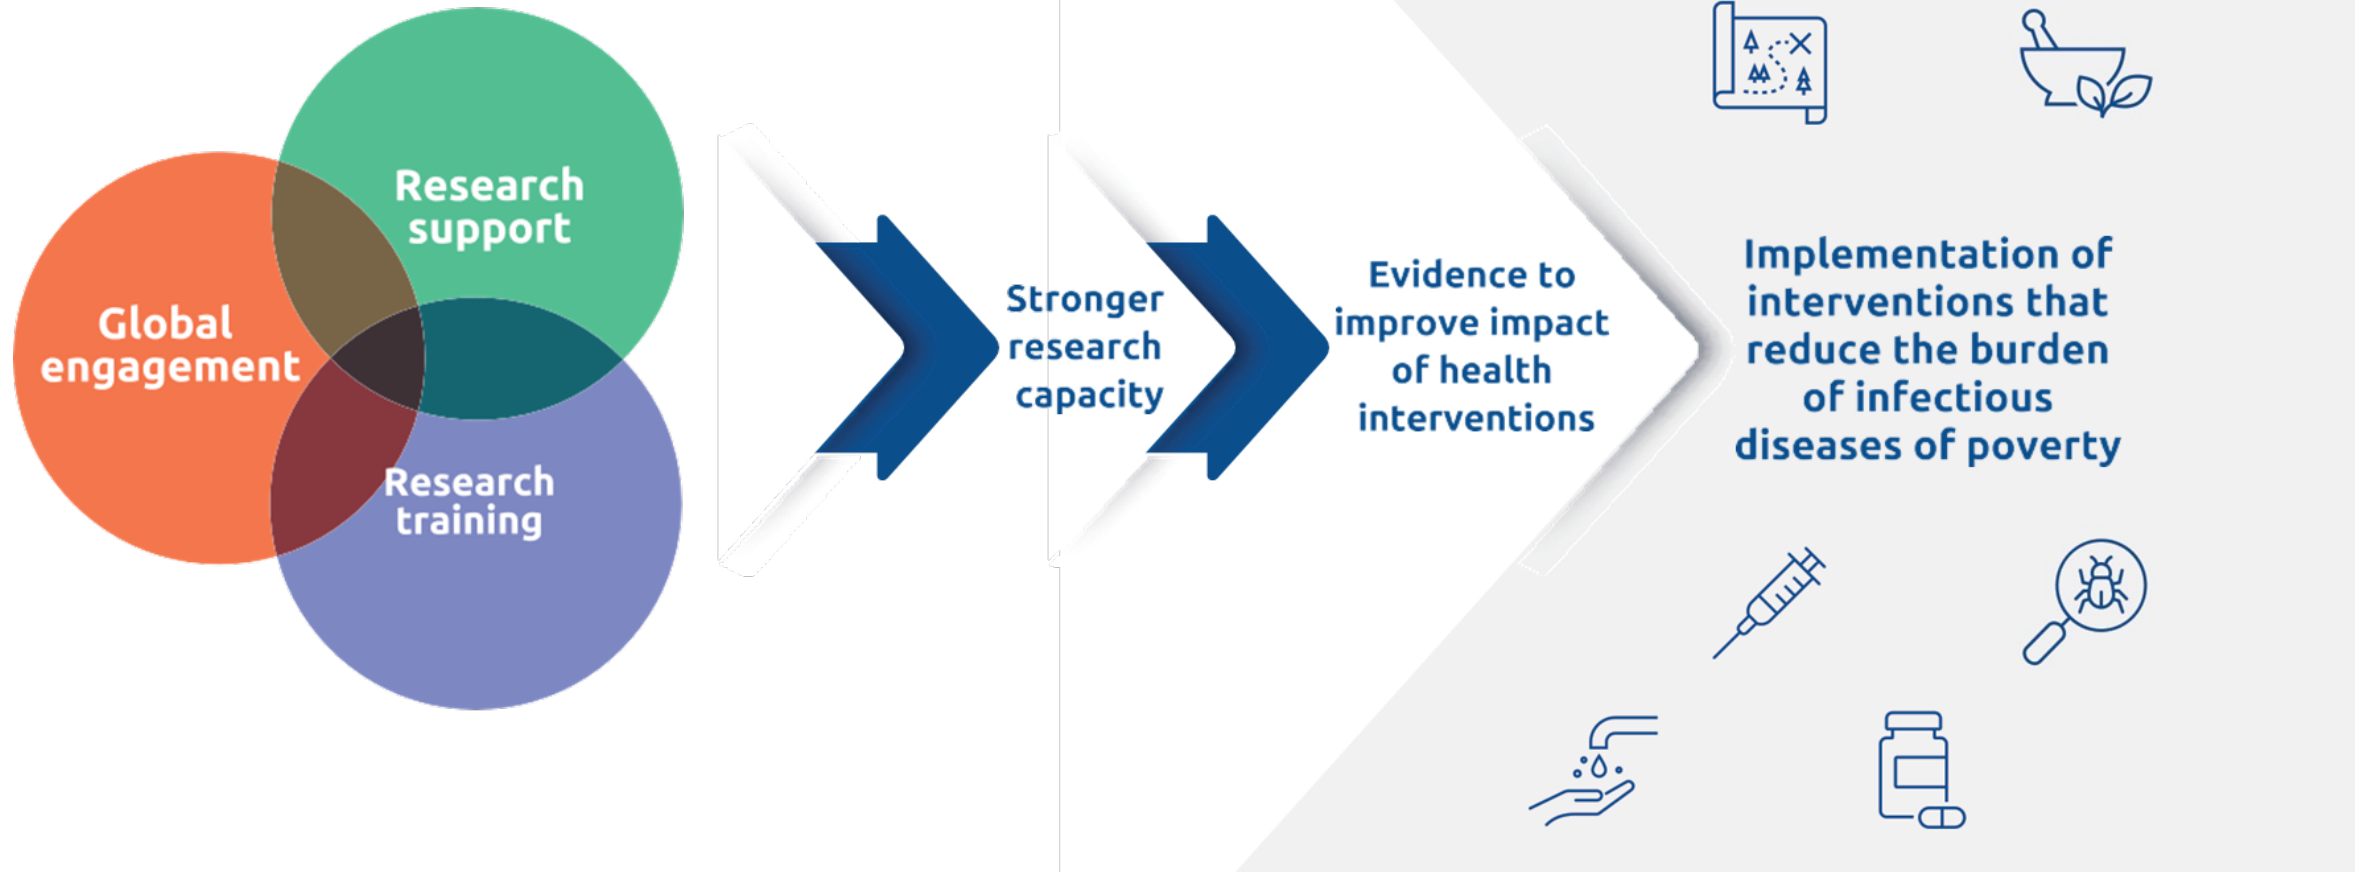 Research
support
Global
engagement
Research
training
Stronger
research
capacity
Evidence to
improve impact
of health
interventions
Implementation of
interventions that
reduce the burden
of infectious
diseases of poverty